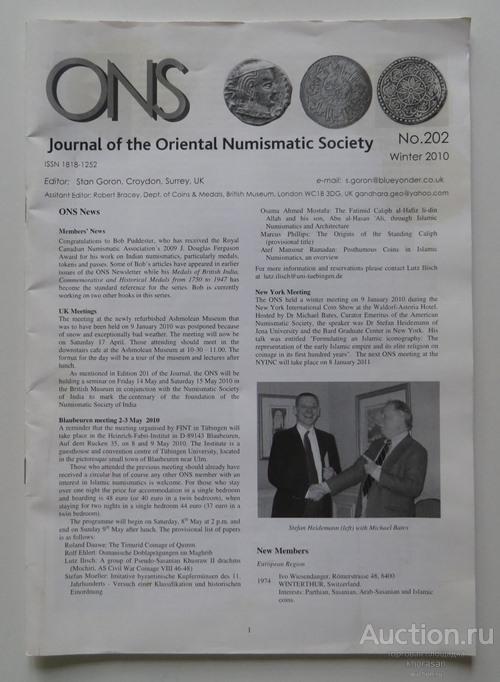 ONS
Journal of the Oriental Numismatic Society
No.202
ISSN 1818-1252
Winter 2010
Editor: Stan Goron, Croydon, Surrey, UK
e-mail: s.goron@blueyonder.co.uk
Assitant Editor: Robert Bracey, Dept. of Coins & Medals, British Museum, London WC1B 3DG, UK gandhara.geo@yahoo.com
ONS News
Members' News
Congratulations to Bob Puddester, who has received the Royal
Canadian Numismatic Association's 2009 J. Douglas Ferguson
Award for his work on Indian numismatics, particularly medals,
tokens and passes. Some of Bob's articles have appeared in earlier
issues of the ONS Newsletter while his Medals of British India,
Commemorative and Historical Medals from 1750 to 1947 has
become the standard reference for the series. Bob is currently
working on two other books in this series.
UK Meetings
The meeting at the newly refurbished Ashmolean Museum that
was to have been held on 9 January 2010 was postponed because
of snow and exceptionally bad weather. The meeting will now be
on Saturday 17 April. Those attending should meet in the
downstairs cafe at the Ashmolean Museum at 10-30 - 11.00. The
format for the day will be a tour of the museum and lectures after
lunch.
As mentioned in Edition 201 of the Journal, the ONS will be
holding a seminar on Friday 14 May and Saturday 15 May 2010 in
the British Museum in conjunction with the Numismatic Society
of India to mark the centenary of the foundation of the
Numismatic Society of India
Blaubeuren meeting 2-3 May 2010
A reminder that the meeting organised by FINT in Tübingen will
take place in the Heinrich-Fabri-Institut in D-89143 Blaubeuren,
Auf dem Rucken 35, on 8 and 9 May 2010. The Institute is a
guesthouse and convention centre of Tübingen University, located
in the picturesque small town of Blaubeuren near Ulm.
Those who attended the previous meeting should already have
received a circular but of course any other ONS member with an
interest in Islamic numismatics is welcome. For those who stay
over one night the price for accommodation in a single bedroom
and boarding is 48 euro (or 40 euro in a twin bedroom), when
staying for two nights in a single bedroom 44 euro (37 euro in a
twin bedroom).
The programme will begin on Saturday, 8th May at 2 p.m. and
end on Sunday 9th May after lunch. The provisional list of papers
is as follows:
Roland Dauwe: The Timurid Coinage of Qumm
Rolf Ehlert: Osmanische Doblaprägungen im Maghrib
Lutz Ilisch: A group of Pseudo-Sasanian Khusraw II drachms
(Mochiri, AS Civil War Coinage VIII 46-48)
Stefan Moeller: Imitative byzantinische Kupfermünzen des 11.
Jahrhunderts - Versuch einer Klassifikation und historischen
Einordnung
Osama Ahmed Mostafa: The Fatimid Caliph al-Hafiz li-din
Allah and his son, Abu al-Hasan 'Ali, through Islamic
Numismatics and Architecture
Marcus Phillips: The Origins of the Standing Caliph
(provisional title)
Atef Mansour Ramadan: Posthumous Coins in Islamic
Numismatics, an overview
For more information and reservations please contact Lutz Ilisch
at lutz.ilisch@uni-tuebingen.de
New York Meeting
The ONS held a winter meeting on 9 January 2010 during the
New York International Coin Show at the Waldorf-Astoria Hotel.
Hosted by Dr Michael Bates, Curator Emeritus of the American
Numismatic Society, the speaker was Dr Stefan Heidemann of
Jena University and the Bard Graduate Center in New York. His
talk was entitled "Formulating an Islamic iconography: The
representation of the early Islamic empire and its elite religion on
coinage in its first hundred years". The next ONS meeting at the
NYINC will take place on 8 January 2011
Stefan Heidemann (left) with Michael Bates
New Members
European Region
1974 Ivo Wiesendanger, Römerstrasse 48, 8400
WINTERTHUR, Switzerland.
Interests: Parthian, Sasanian, Arab-Sasanian and Islamic
coins.
1
Auction.ru
khorasan